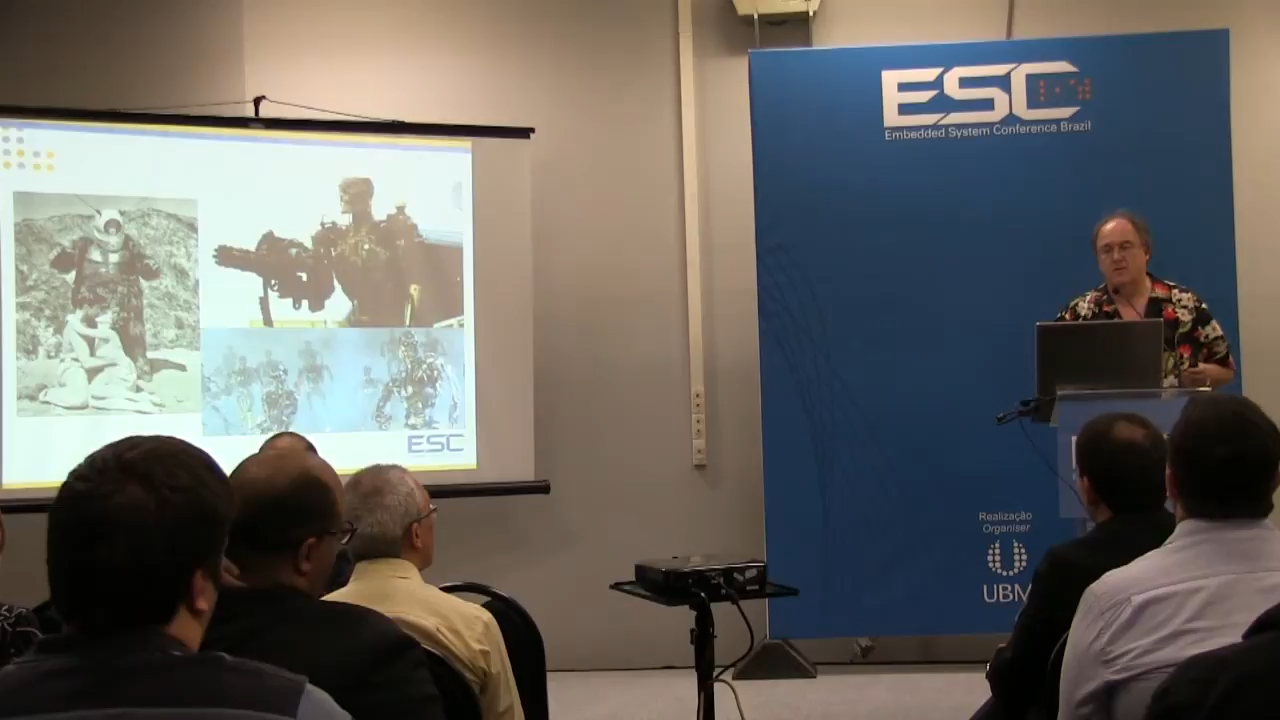 ESC
ESC
Embedded System Conference Brazil
Realização
Organiser
UBM